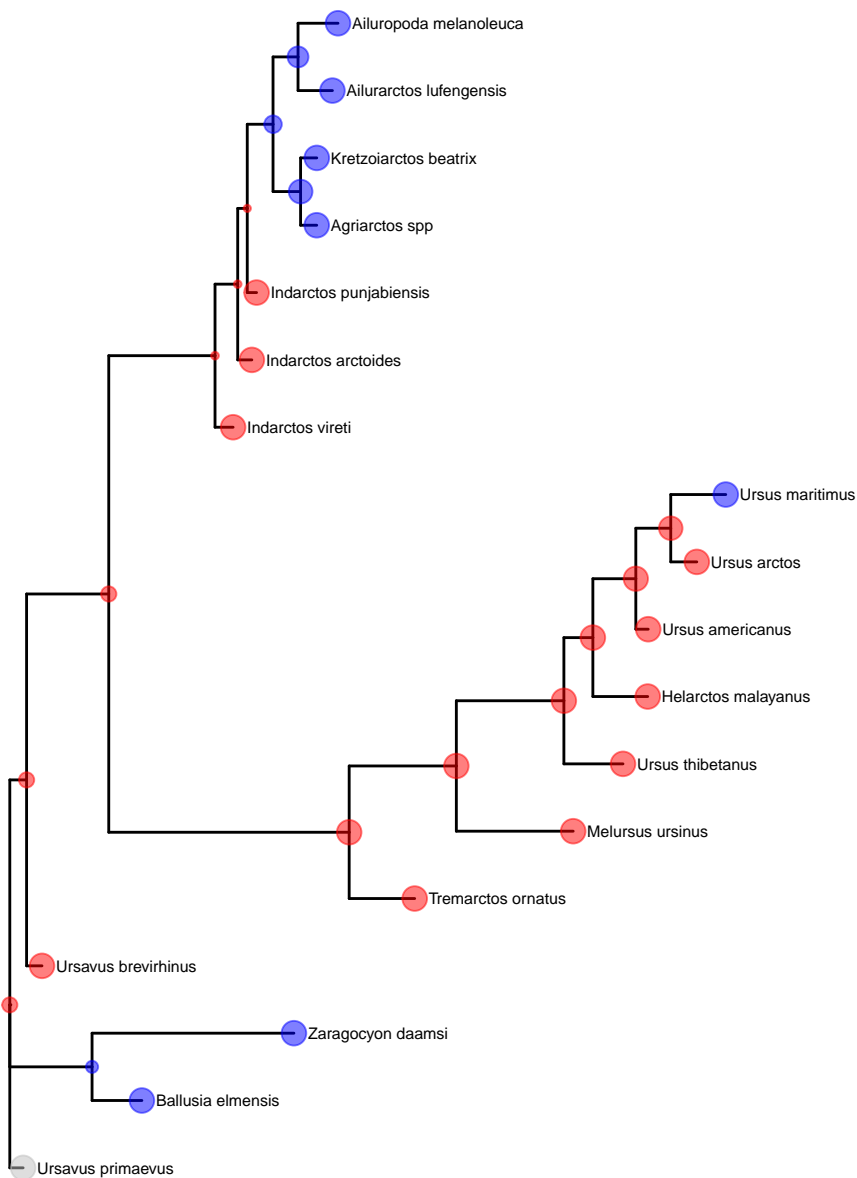 Ailuropoda melanoleuca
Ailurarctos lufengensis
Kretzoiarctos beatrix
Agriarctos spp
Indarctos punjabiensis
Indarctos arctoides
Indarctos vireti
Ursus maritimus
Ursus arctos
Ursus americanus
Helarctos malayanus
Ursus thibetanus
Melursus ursinus
Tremarctos ornatus
Ursavus brevirhinus
Zaragocyon daamsi
Ballusia elmensis
Ursavus primaevus